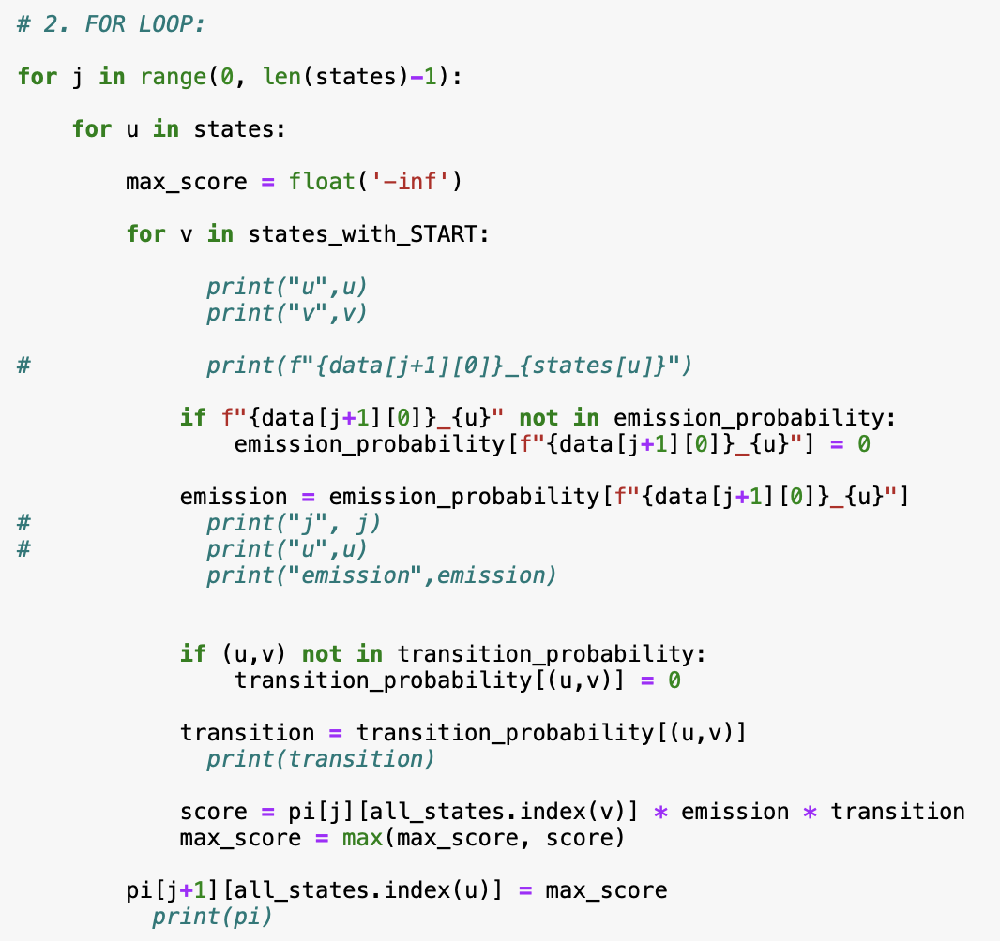 # 2. FOR LOOP:
for j in range(0, len(states)-1):
    for u in states:
        max_score = float('-inf')
        for v in states_with_START:
              print("u",u)
              print("v",v)
#             print(f"{data[j+1][0]}_{states[u]}")
            if f"{data[j+1][0]}_{u}" not in emission_probability:
                emission_probability[f"{data[j+1][0]}_{u}"] = 0
            emission = emission_probability[f"{data[j+1][0]}_{u}"]
#             print("j", j)
#             print("u",u)
              print("emission",emission)
            if (u,v) not in transition_probability:
                transition_probability[(u,v)] = 0
            transition = transition_probability[(u,v)]
              print(transition)
            score = pi[j][all_states.index(v)] * emission * transition
            max_score = max(max_score, score)
        pi[j+1][all_states.index(u)] = max_score
          print(pi)